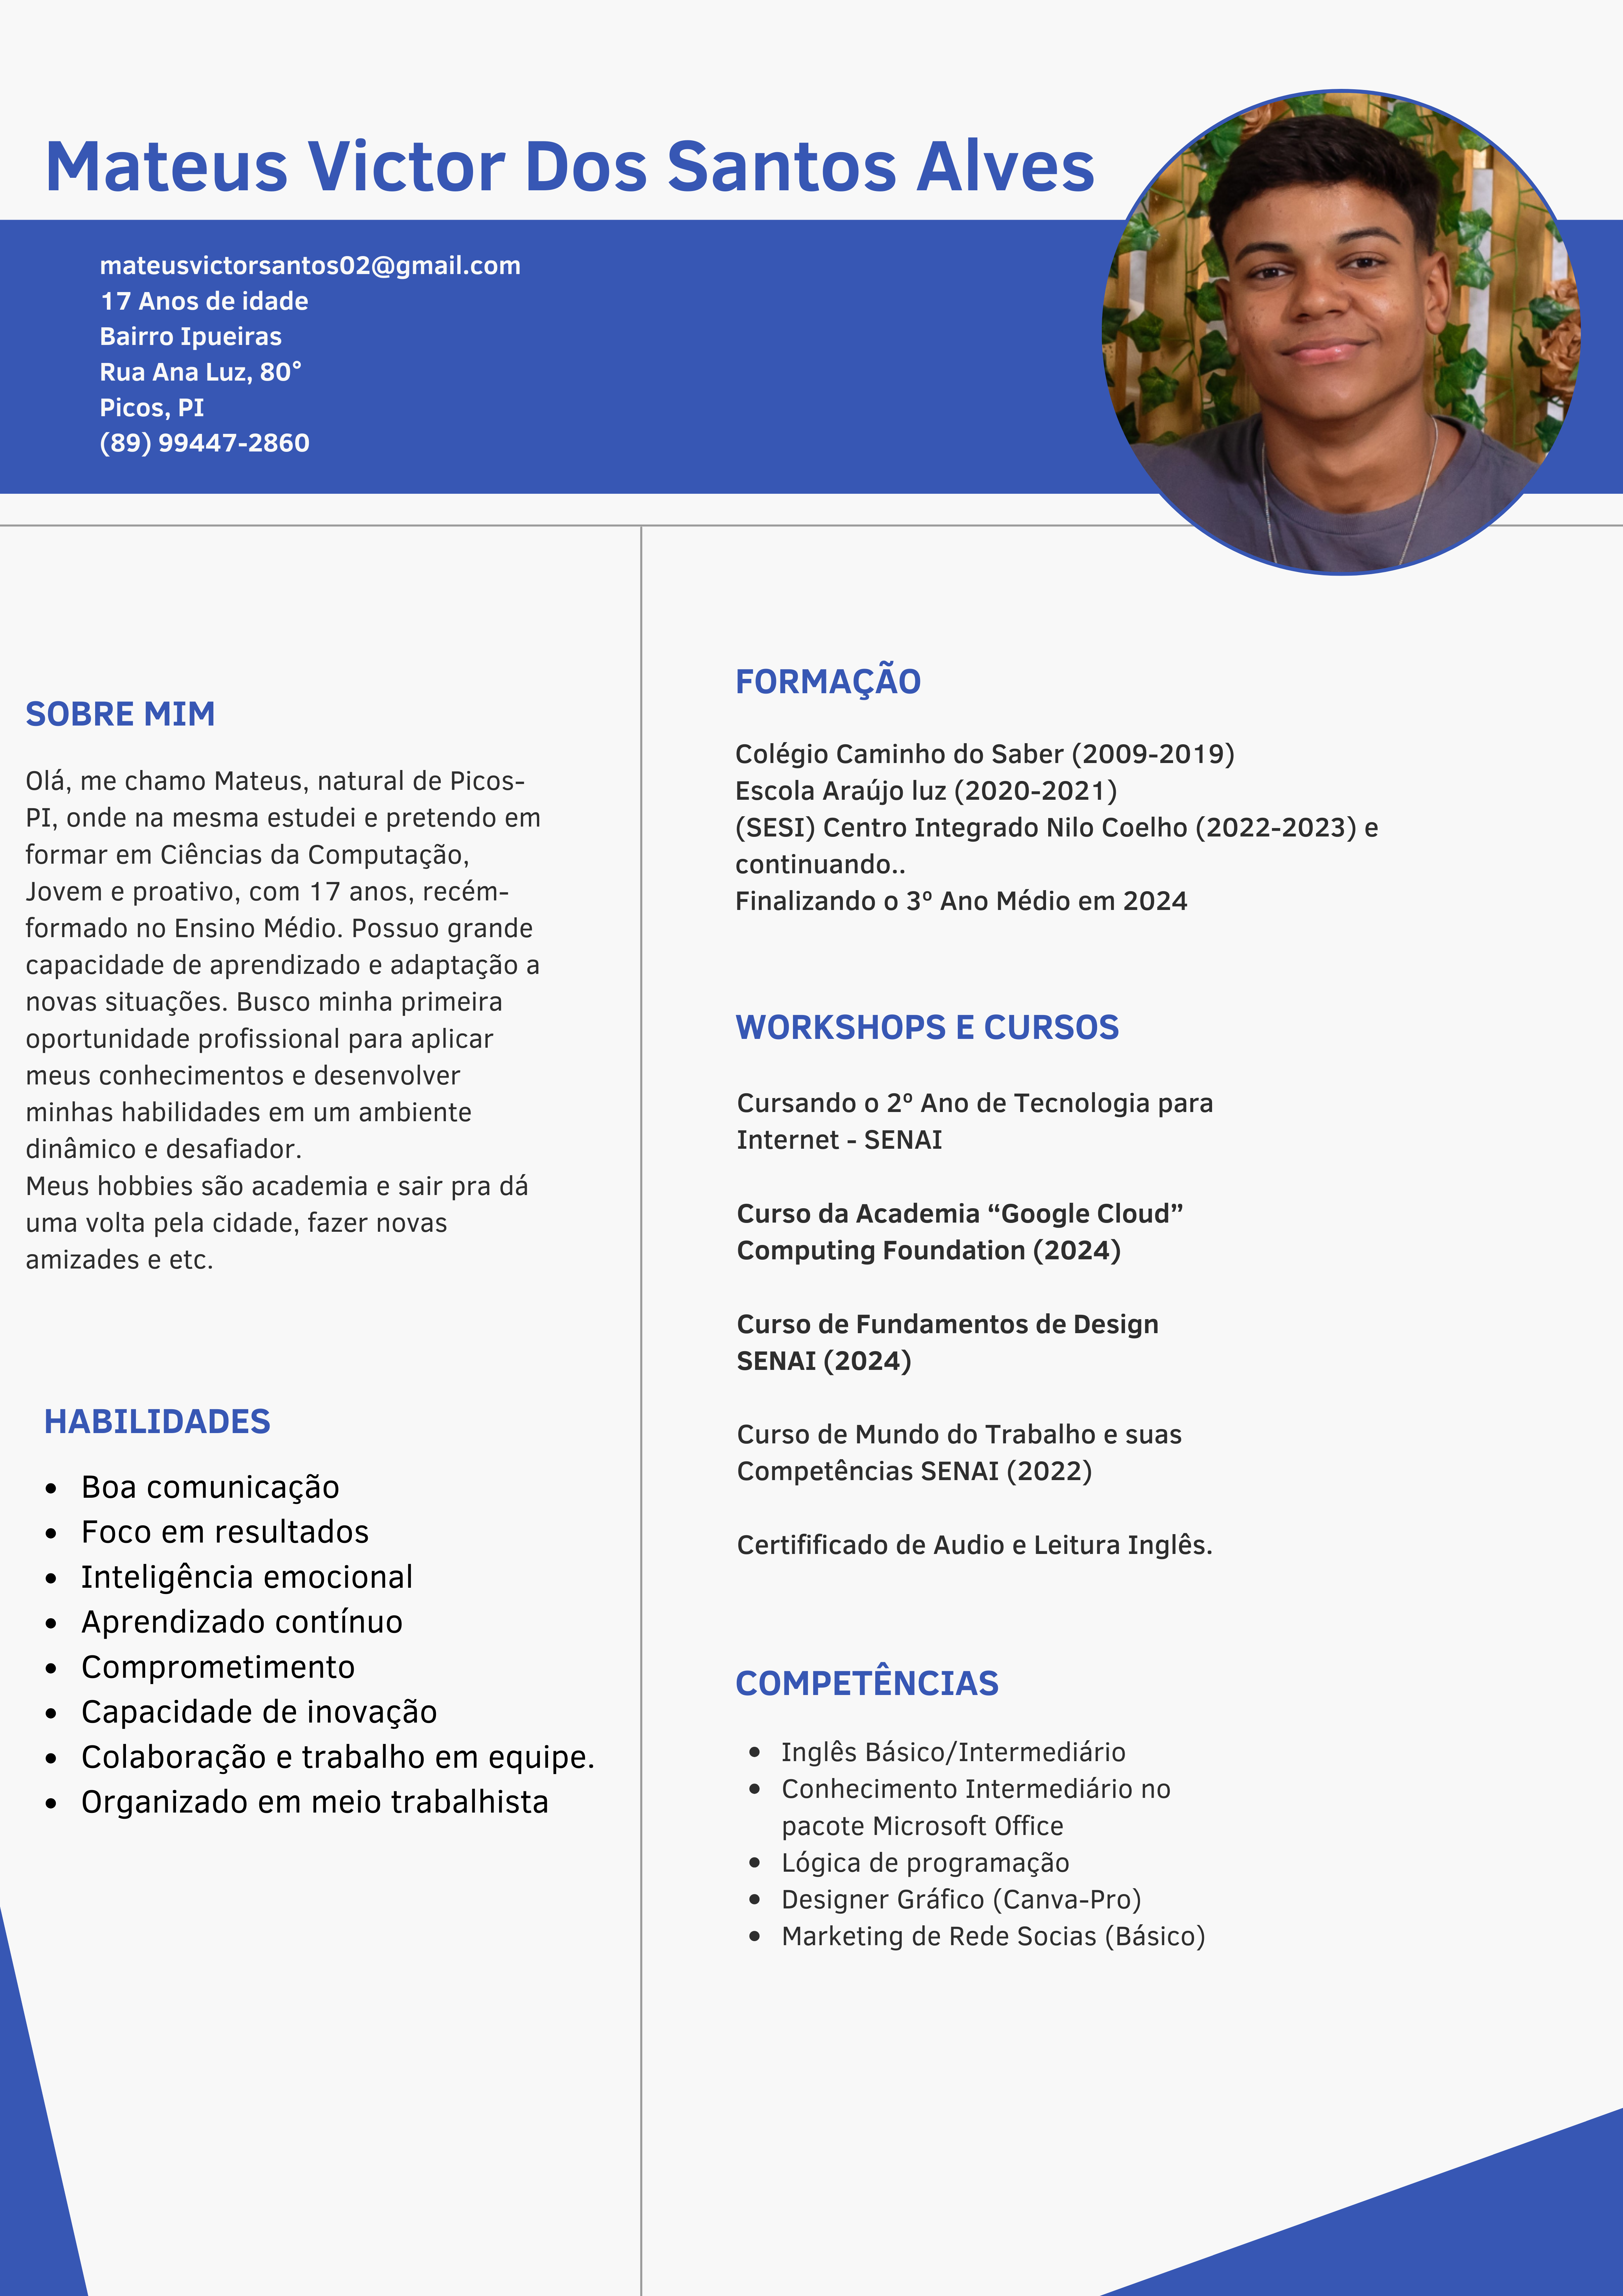 Mateus Victor Dos Santos Alves
mateusvictorsantos02@gmail.com
17 Anos de idade
Bairro Ipueiras
Rua Ana Luz, 80°
Picos, PI
(89) 99447-2860
SOBRE MIM
Olá, me chamo Mateus, natural de Picos-
PI, onde na mesma estudei e pretendo em
formar em Ciências da Computação,
Jovem e proativo, com 17 anos, recém-
formado no Ensino Médio. Possuo grande
capacidade de aprendizado e adaptação a
novas situações. Busco minha primeira
oportunidade profissional para aplicar
meus conhecimentos e desenvolver
minhas habilidades em um ambiente
dinâmico e desafiador.
Meus hobbies são academia e sair pra dá
uma volta pela cidade, fazer novas
amizades e etc.
HABILIDADES
• Boa comunicação
• Foco em resultados
• Inteligência emocional
• Aprendizado contínuo
• Comprometimento
• Capacidade de inovação
• Colaboração e trabalho em equipe.
• Organizado em meio trabalhista
FORMAÇÃO
Colégio Caminho do Saber (2009-2019)
Escola Araújo luz (2020-2021)
(SESI) Centro Integrado Nilo Coelho (2022-2023) e
continuando..
Finalizando o 3º Ano Médio em 2024
WORKSHOPS E CURSOS
Cursando o 2º Ano de Tecnologia para
Internet - SENAI
Curso da Academia “Google Cloud”
Computing Foundation (2024)
Curso de Fundamentos de Design
SENAI (2024)
Curso de Mundo do Trabalho e suas
Competências SENAI (2022)
Certifificado de Audio e Leitura Inglês.
COMPETÊNCIAS
• Inglês Básico/Intermediário
• Conhecimento Intermediário no
pacote Microsoft Office
• Lógica de programação
• Designer Gráfico (Canva-Pro)
• Marketing de Rede Socias (Básico)